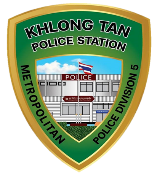 KHLONG TAN
POLICE STATION
POLICE
METROPOLITAN
POLICE DIVISION 5